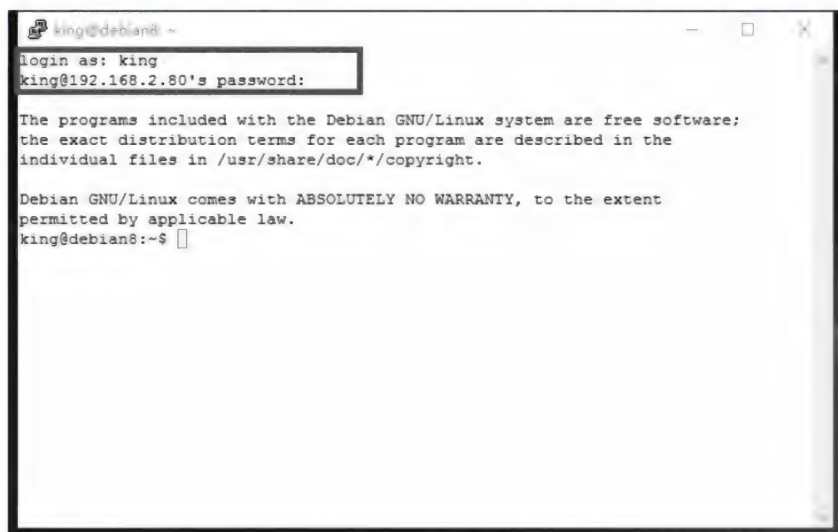 king@debian8: ~
login as: king
king@192.168.2.80's password:
The programs included with the Debian GNU/Linux system are free software;
the exact distribution terms for each program are described in the
individual files in /usr/share/doc/*/copyright.
Debian GNU/Linux comes with ABSOLUTELY NO WARRANTY, to the extent
permitted by applicable law.
king@debian8:~$